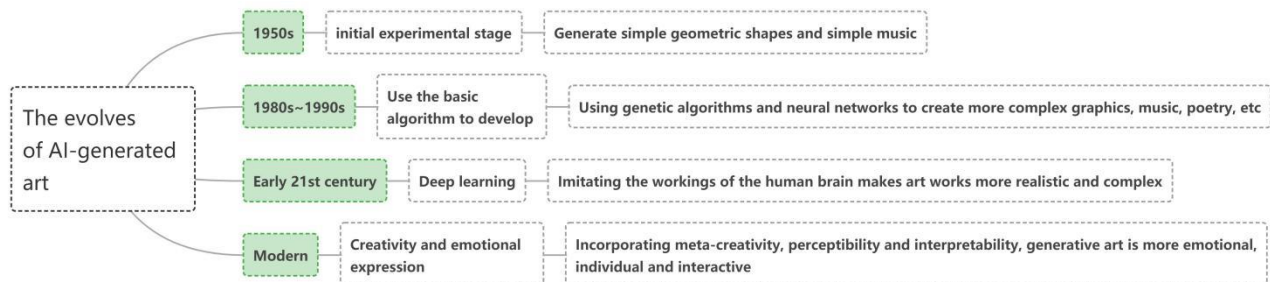 The evolves
of AI-generated
art
1950s
initial experimental stage
Generate simple geometric shapes and simple music
1980s~1990s
Use the basic
algorithm to develop
Using genetic algorithms and neural networks to create more complex graphics, music, poetry, etc
Early 21st century
Deep learning
Imitating the workings of the human brain makes art works more realistic and complex
Modern
Creativity and emotional
expression
Incorporating meta-creativity, perceptibility and interpretability, generative art is more emotional,
individual and interactive